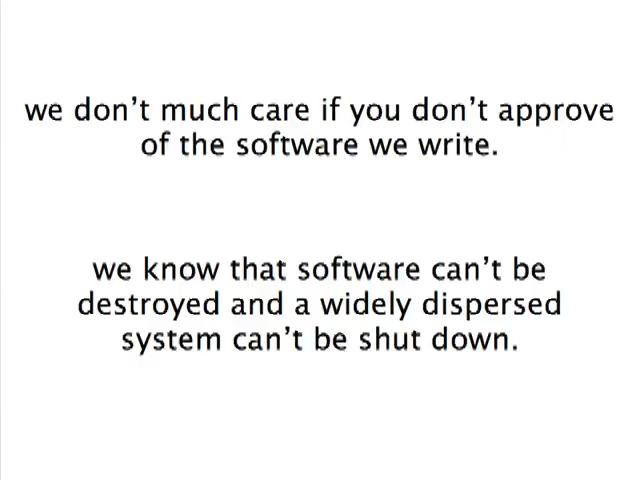 we don't much care if you don't approve
of the software we write.
we know that software can't be
destroyed and a widely dispersed
system can't be shut down.